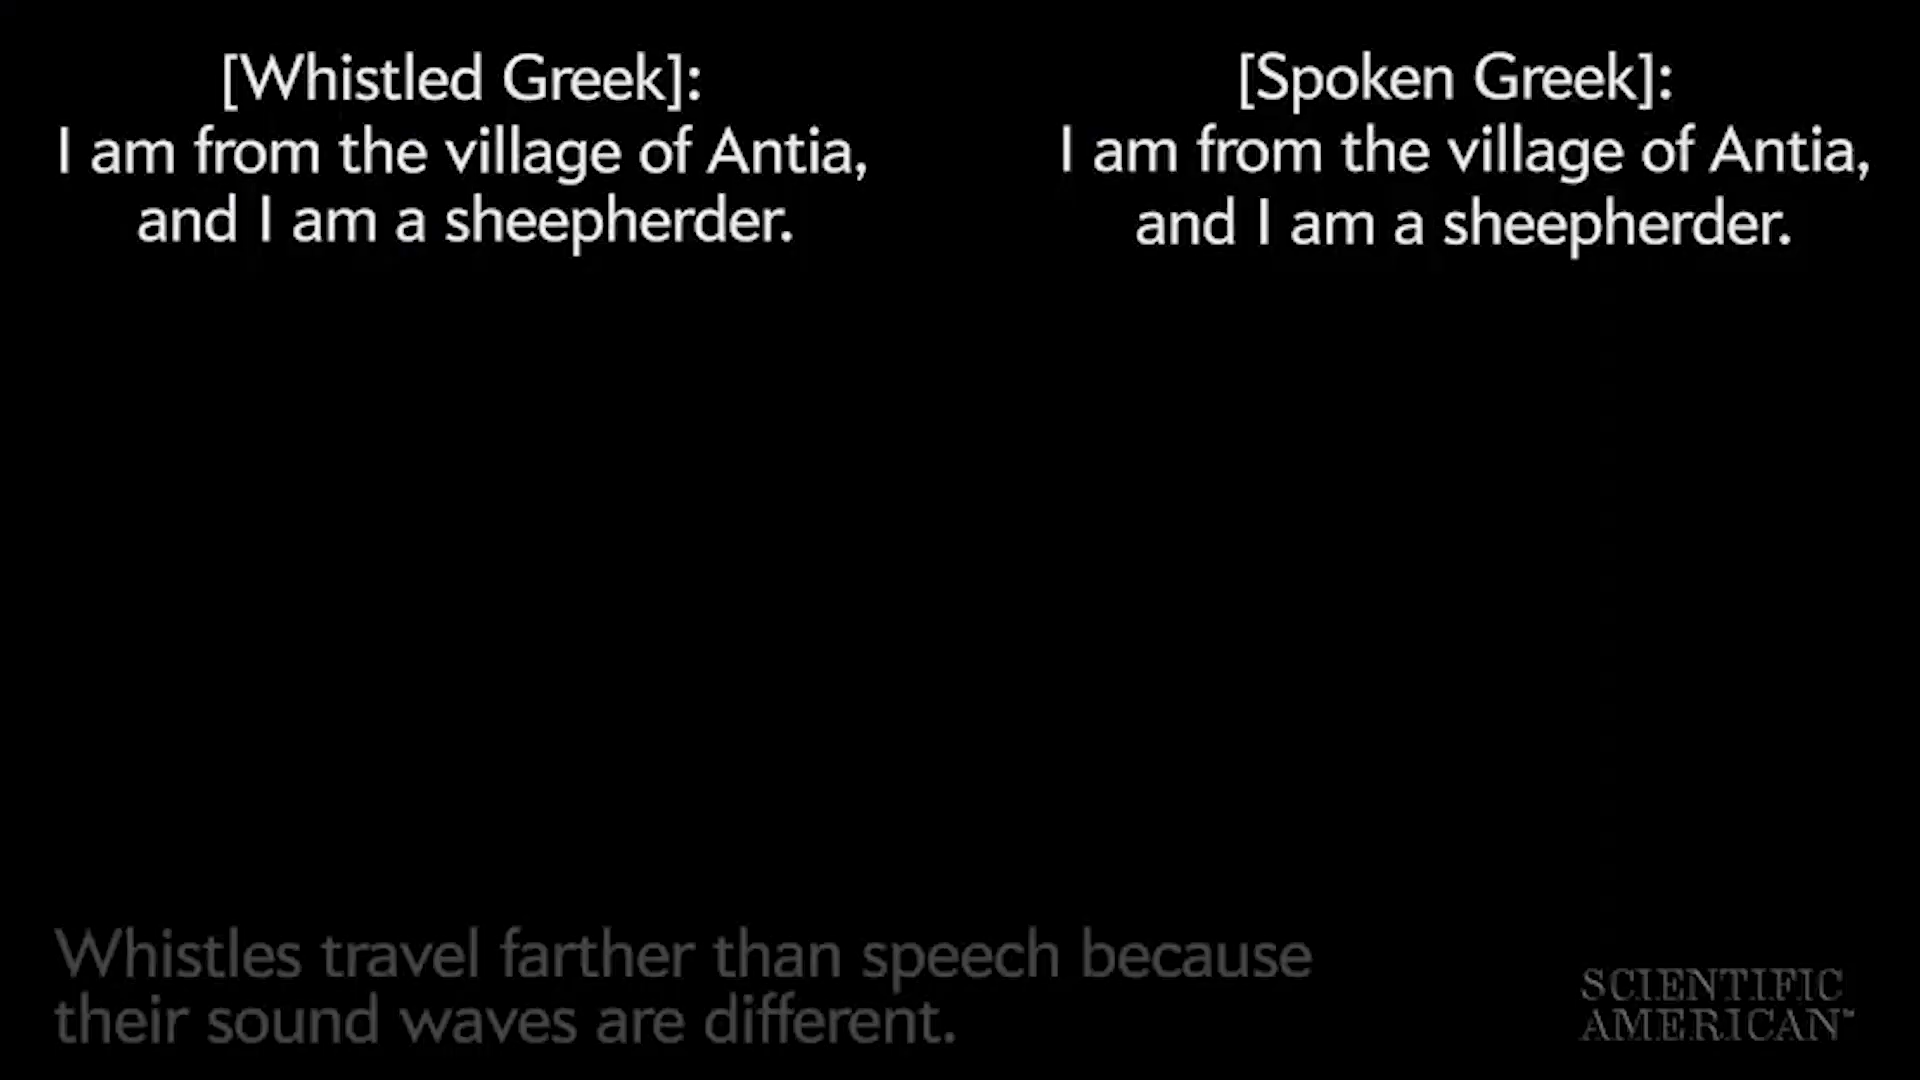 [Whistled Greek]:
I am from the village of Antia,
and I am a sheepherder.
[Spoken Greek]:
I am from the village of Antia,
and I am a sheepherder.
Whistles travel farther than speech because
their sound waves are different.
SCIENTIFIC
AMERICAN™